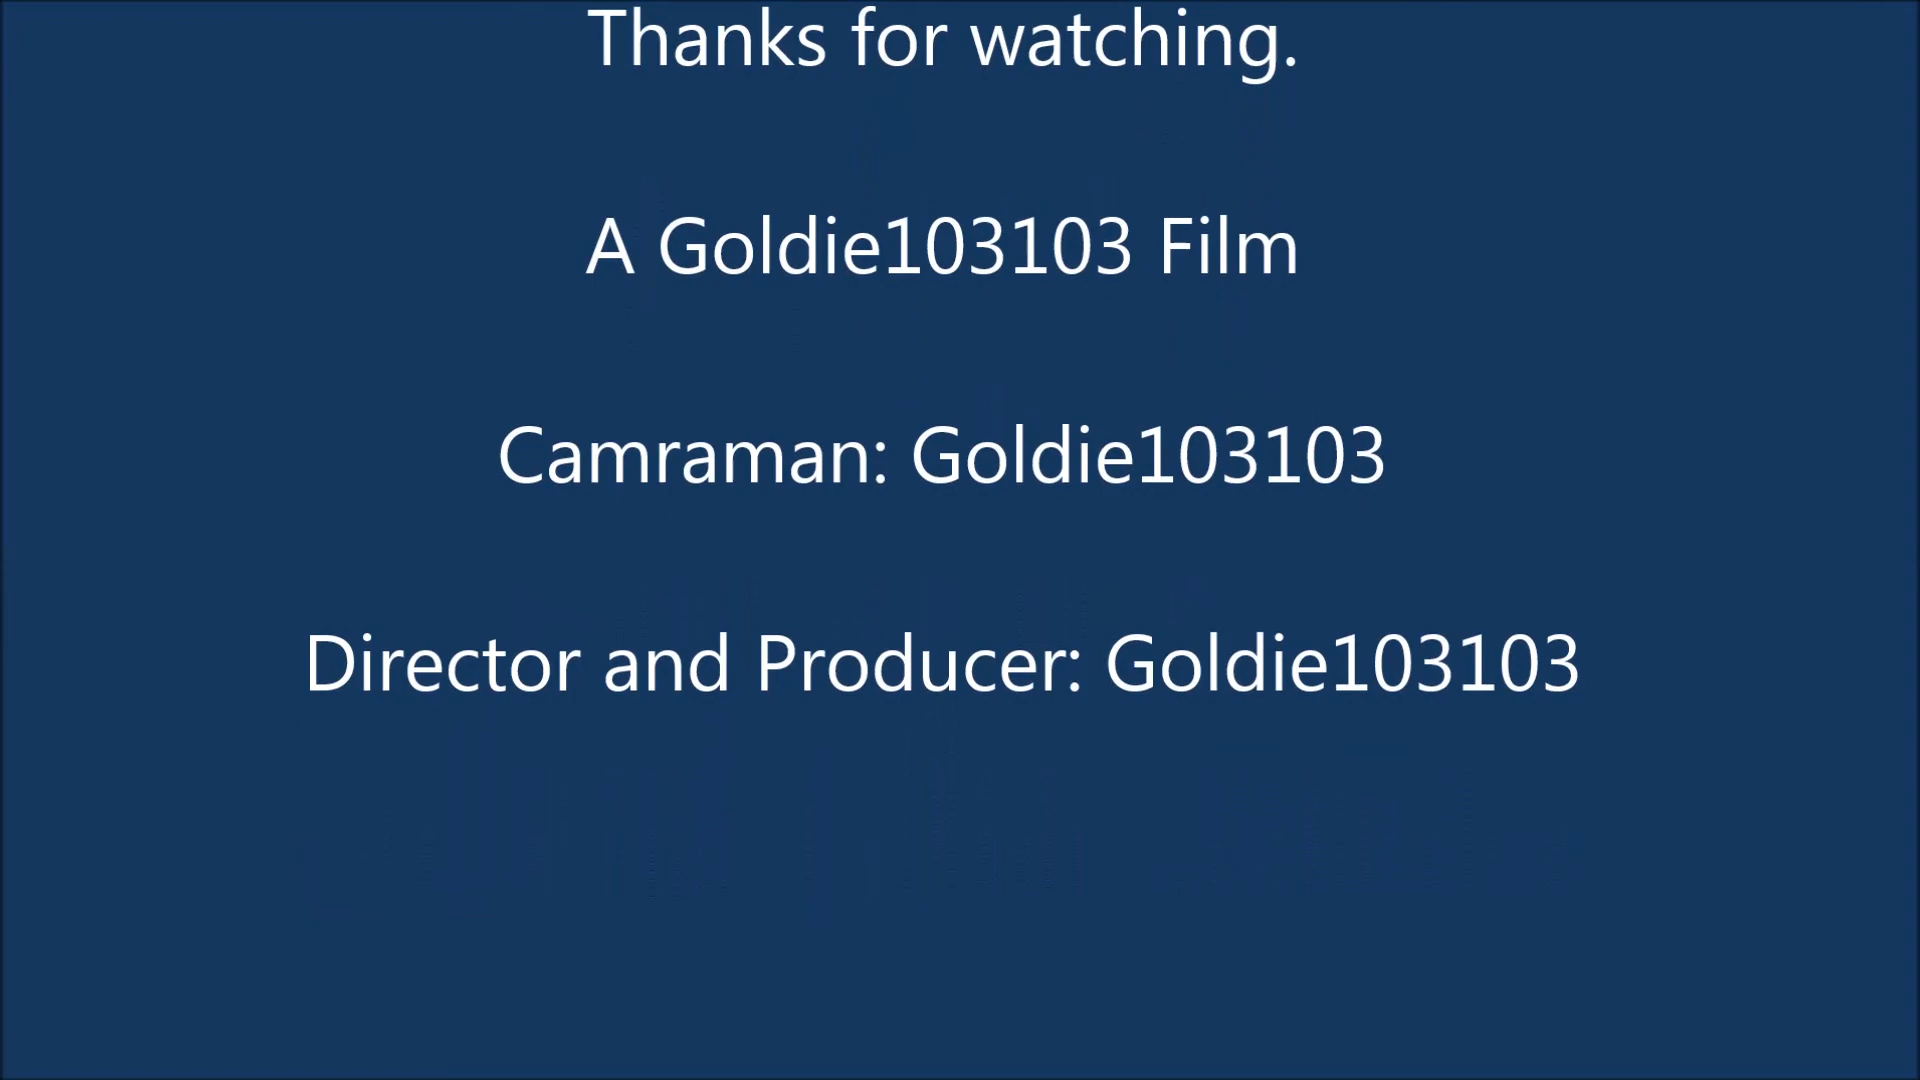 Thanks for watching.
A Goldie103103 Film
Camraman: Goldie103103
Director and Producer: Goldie103103